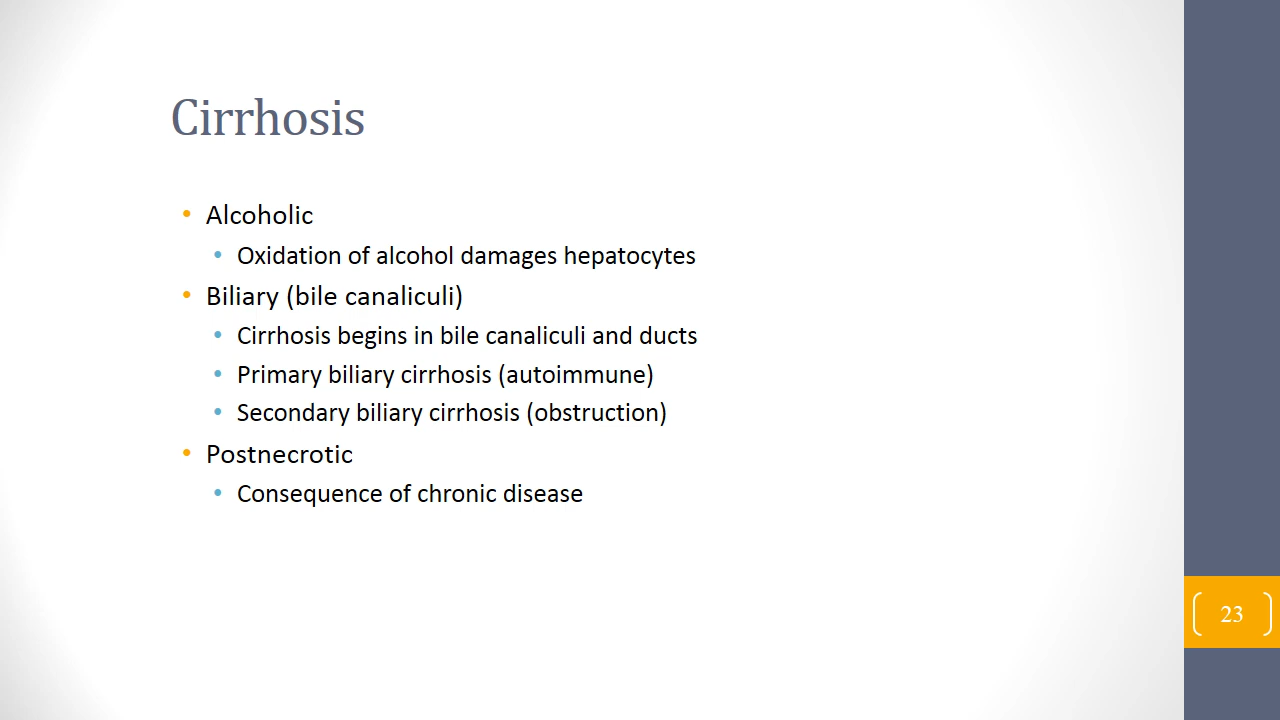 Cirrhosis
• Alcoholic
• Oxidation of alcohol damages hepatocytes
• Biliary (bile canaliculi)
• Cirrhosis begins in bile canaliculi and ducts
• Primary biliary cirrhosis (autoimmune)
• Secondary biliary cirrhosis (obstruction)
• Postnecrotic
• Consequence of chronic disease
23